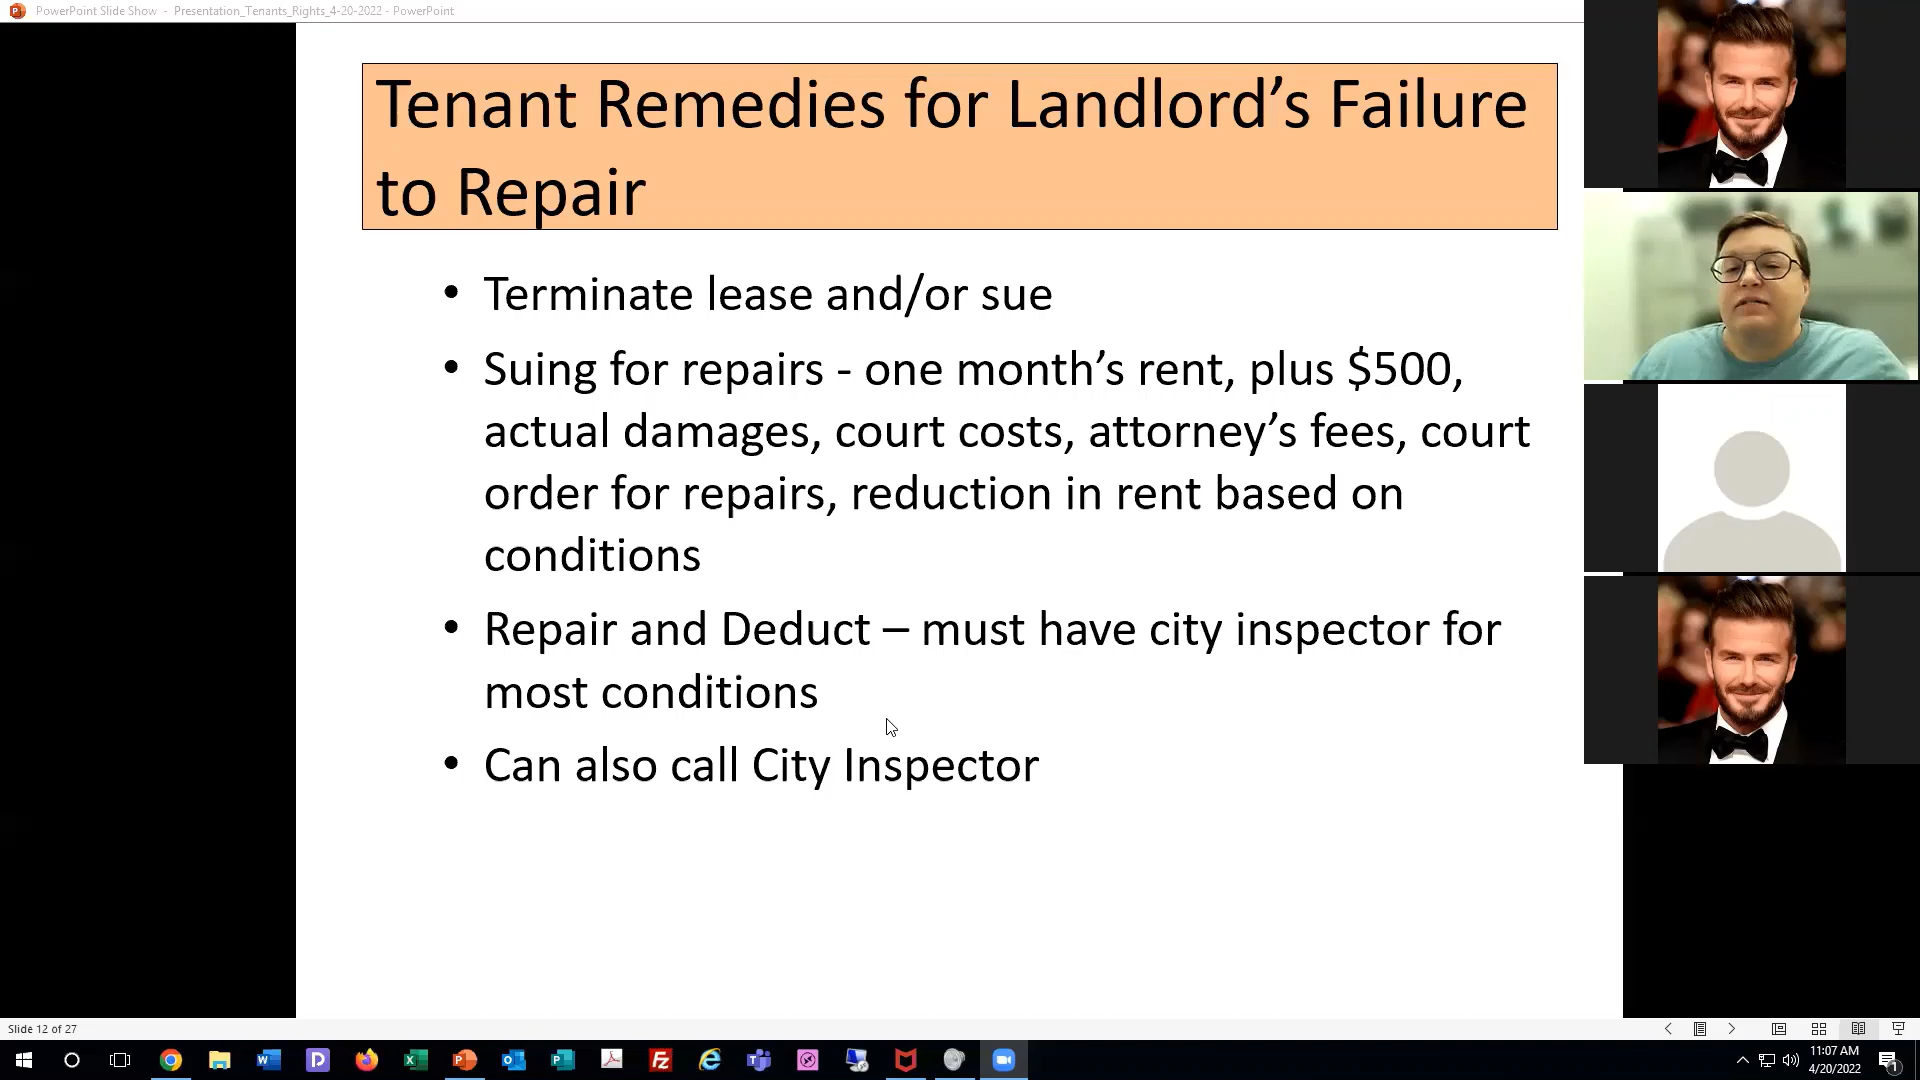 PowerPoint Slide Show - Presentation_Tenants_Rights_4-20-2022 - PowerPoint
Tenant Remedies for Landlord’s Failure
to Repair
• Terminate lease and/or sue
• Suing for repairs - one month’s rent, plus $500,
actual damages, court costs, attorney’s fees, court
order for repairs, reduction in rent based on
conditions
• Repair and Deduct – must have city inspector for
most conditions
• Can also call City Inspector
Slide 12 of 27
11:07 AM
4/20/2022
1